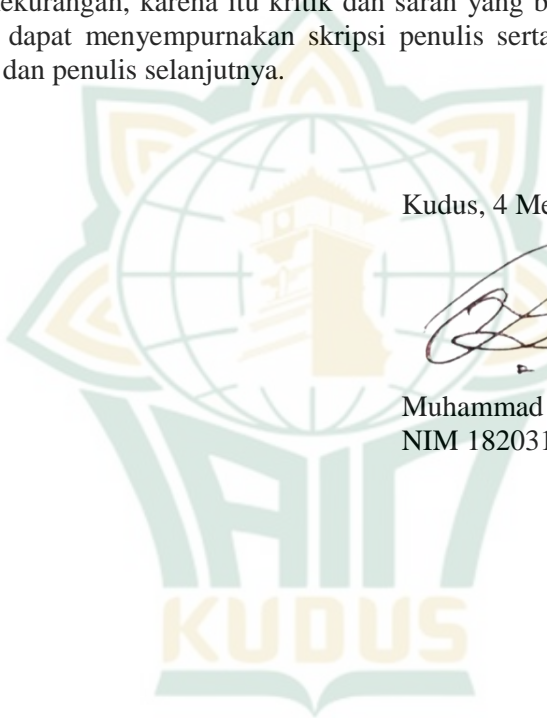 kekurangan, karena itu kritik dan saran yang b
dapat menyempurnakan skripsi penulis serta
dan penulis selanjutnya.
Kudus, 4 Me
Muhammad
NIM 182031
IAIN
KUDUS